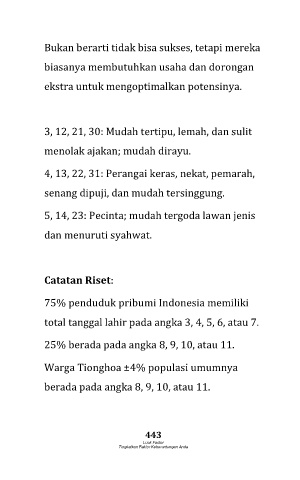 Bukan berarti tidak bisa sukses, tetapi mereka
biasanya membutuhkan usaha dan dorongan
ekstra untuk mengoptimalkan potensinya.
3, 12, 21, 30: Mudah tertipu, lemah, dan sulit
menolak ajakan; mudah dirayu.
4, 13, 22, 31: Perangai keras, nekat, pemarah,
senang dipuji, dan mudah tersinggung.
5, 14, 23: Pecinta; mudah tergoda lawan jenis
dan menuruti syahwat.
Catatan Riset:
75% penduduk pribumi Indonesia memiliki
total tanggal lahir pada angka 3, 4, 5, 6, atau 7.
25% berada pada angka 8, 9, 10, atau 11.
Warga Tionghoa ±4% populasi umumnya
berada pada angka 8, 9, 10, atau 11.
443
Luck Factor
Tingkatkan Faktor Keberuntungan Anda